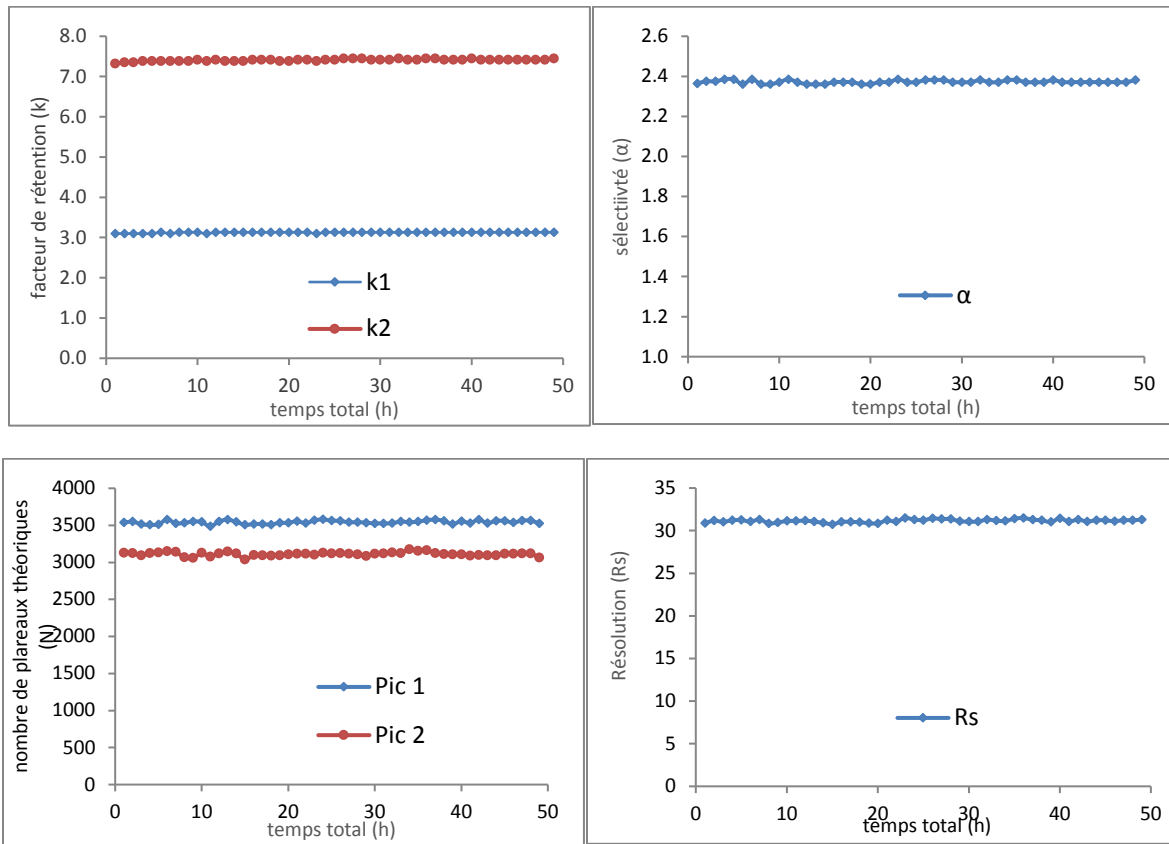 8.0
7.0
6.0
5.0
4.0
3.0
2.0
1.0
0.0
facteur de rétention (k)
k1
k2
0 10 20 30 40 50
temps total (h)
2.6
2.4
2.2
2.0
1.8
1.6
1.4
1.2
1.0
sélectiivté (α)
α
0 10 20 30 40 50
temps total (h)
4000
3500
3000
2500
2000
1500
1000
500
0
nombre de plareaux théoriques
(N)
Pic 1
Pic 2
0 10 20 30 40 50
temps total (h)
35
30
25
20
15
10
5
0
Résolution (Rs)
Rs
0 10 20 30 40 50
temps total (h)